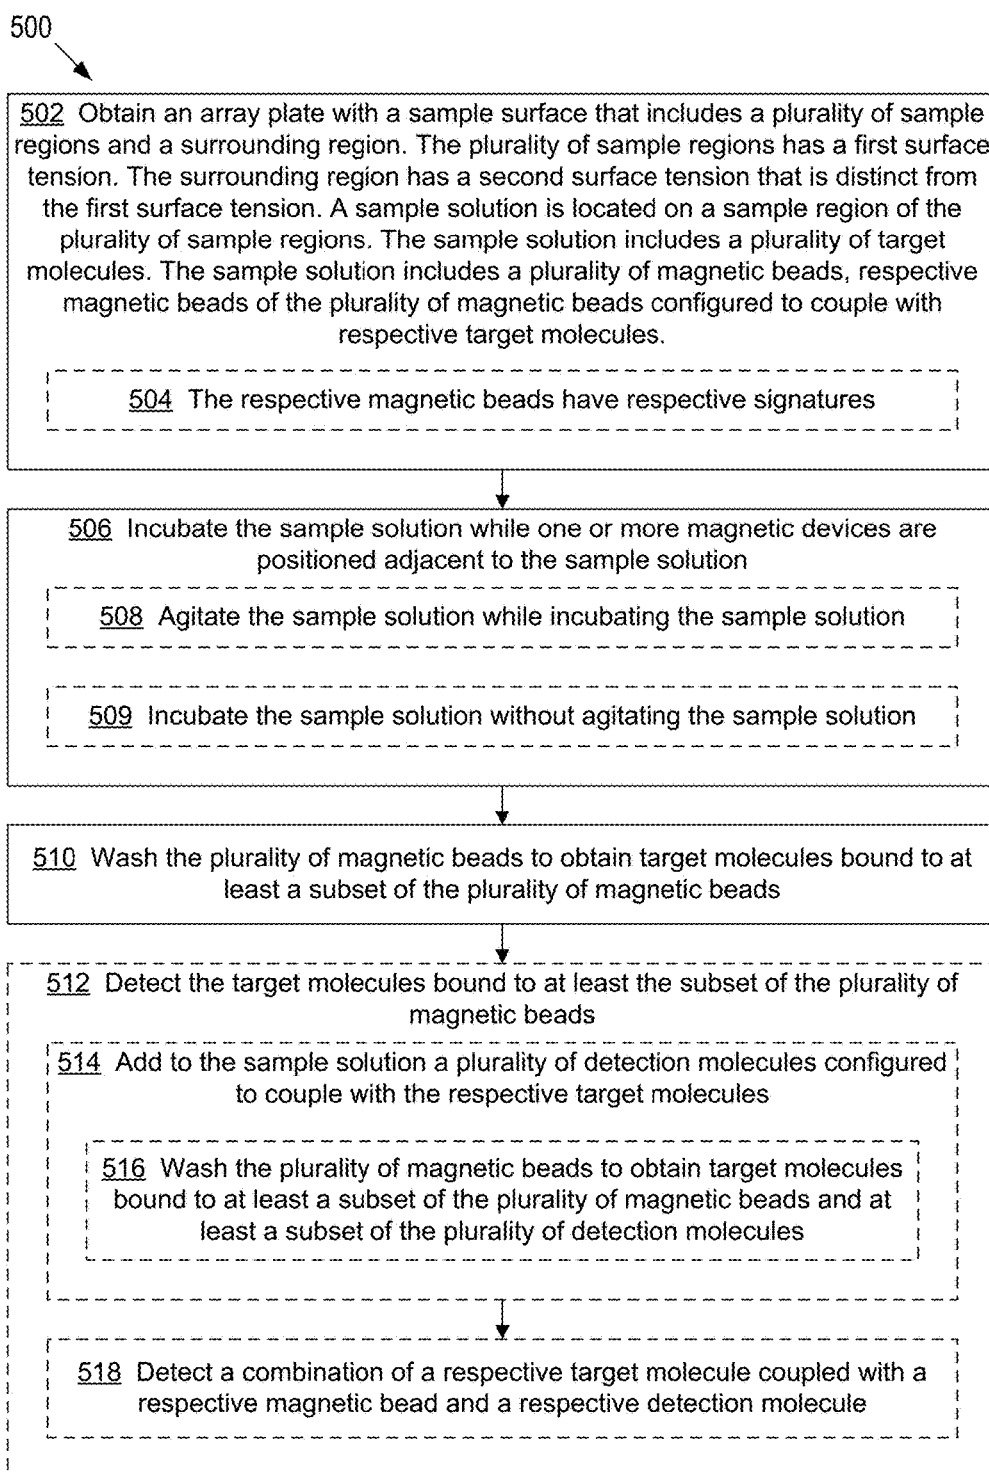 500
502 Obtain an array plate with a sample surface that includes a plurality of sample
regions and a surrounding region. The plurality of sample regions has a first surface
tension. The surrounding region has a second surface tension that is distinct from
the first surface tension. A sample solution is located on a sample region of the
plurality of sample regions. The sample solution includes a plurality of target
molecules. The sample solution includes a plurality of magnetic beads, respective
magnetic beads of the plurality of magnetic beads configured to couple with
respective target molecules.
504 The respective magnetic beads have respective signatures
506 Incubate the sample solution while one or more magnetic devices are
positioned adjacent to the sample solution
508 Agitate the sample solution while incubating the sample solution
509 Incubate the sample solution without agitating the sample solution
510 Wash the plurality of magnetic beads to obtain target molecules bound to at
least a subset of the plurality of magnetic beads
512 Detect the target molecules bound to at least the subset of the plurality of
magnetic beads
514 Add to the sample solution a plurality of detection molecules configured
to couple with the respective target molecules
516 Wash the plurality of magnetic beads to obtain target molecules
bound to at least a subset of the plurality of magnetic beads and at
least a subset of the plurality of detection molecules
518 Detect a combination of a respective target molecule coupled with a
respective magnetic bead and a respective detection molecule